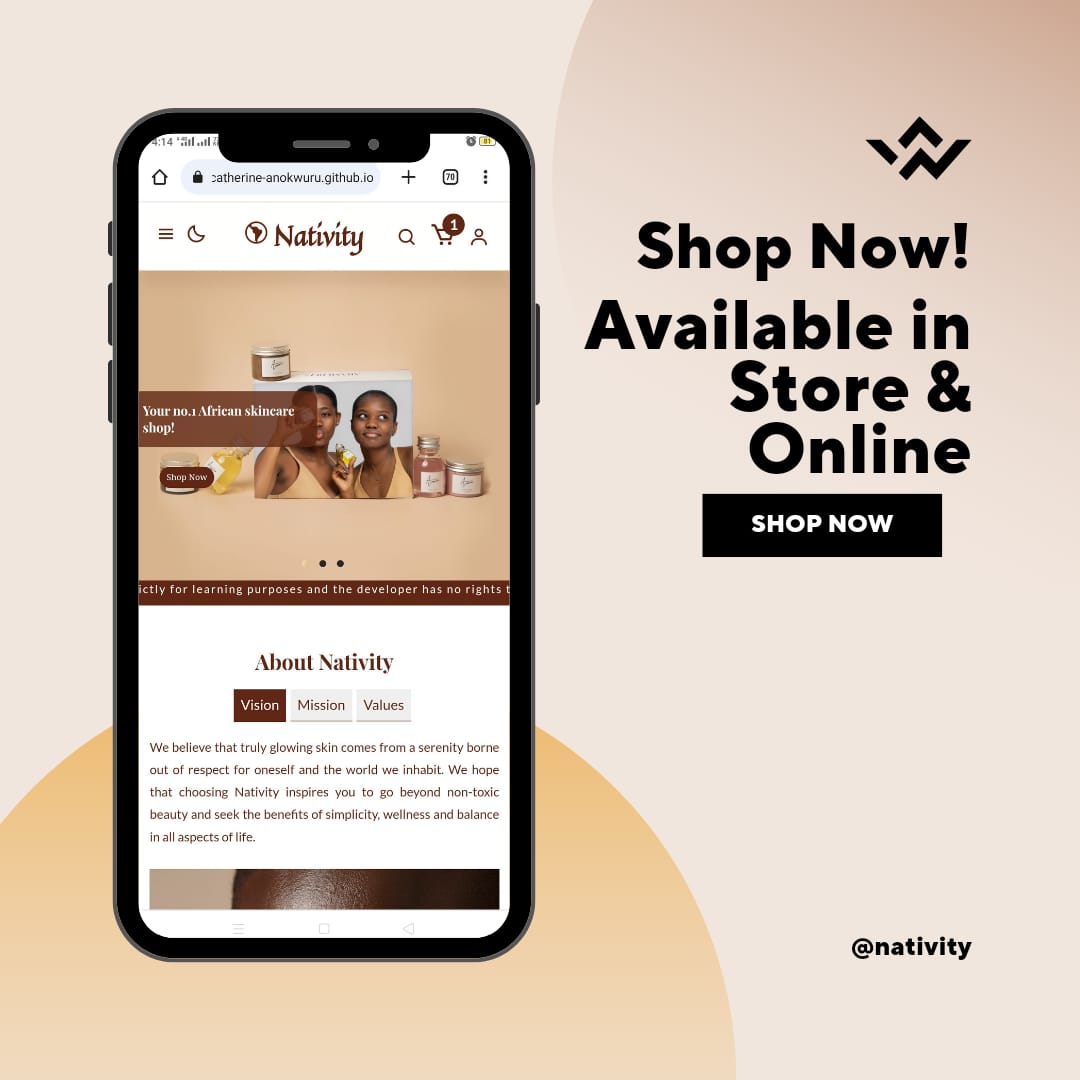 4:14
81
catherine-anokwuru.github.io
70
Nativity
1
Your no.1 African skincare
shop!
Shop Now
ictly for learning purposes and the developer has no rights t
About Nativity
Vision Mission Values
We believe that truly glowing skin comes from a serenity borne
out of respect for oneself and the world we inhabit. We hope
that choosing Nativity inspires you to go beyond non-toxic
beauty and seek the benefits of simplicity, wellness and balance
in all aspects of life.
Shop Now!
Available in
Store &
Online
SHOP NOW
@nativity